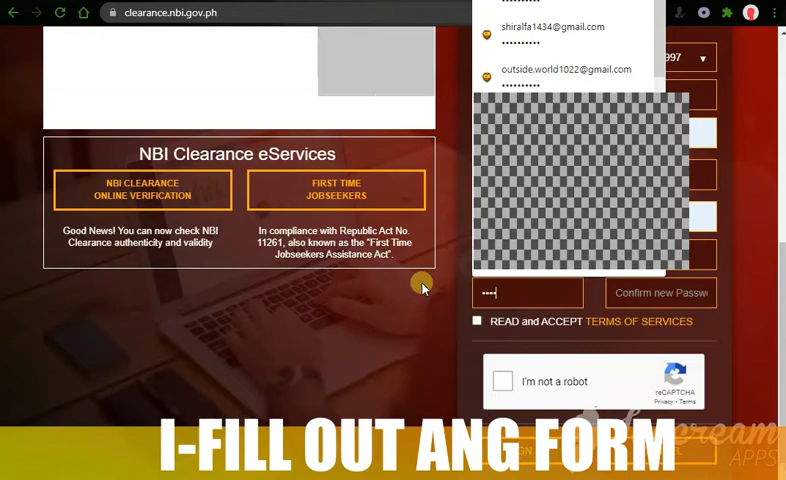 clearance.nbi.gov.ph
shiralfa1434@gmail.com
••••••••••
outside.world1022@gmail.com
••••••••••
997
NBI Clearance eServices
NBI CLEARANCE
ONLINE VERIFICATION
FIRST TIME
JOBSEEKERS
Good News! You can now check NBI
Clearance authenticity and validity
In compliance with Republic Act No.
11261, also known as the “First Time
Jobseekers Assistance Act”.
••••
Confirm new Passw
READ and ACCEPT TERMS OF SERVICES
I'm not a robot
reCAPTCHA
Privacy - Terms
I-FILL OUT ANG FORM
cream
APPS